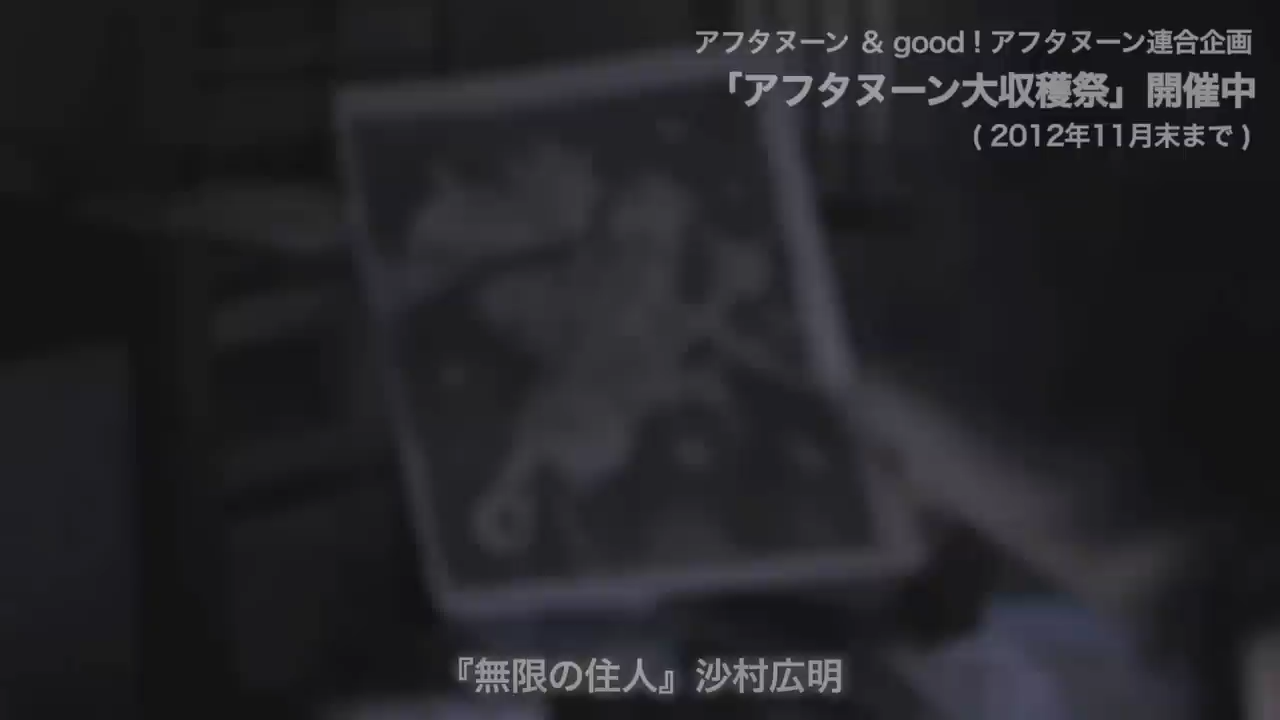 アフタヌーン & good ! アフタヌーン連合企画
「アフタヌーン大収穫祭」開催中
( 2012年11月末まで )
『無限の住人』沙村広明